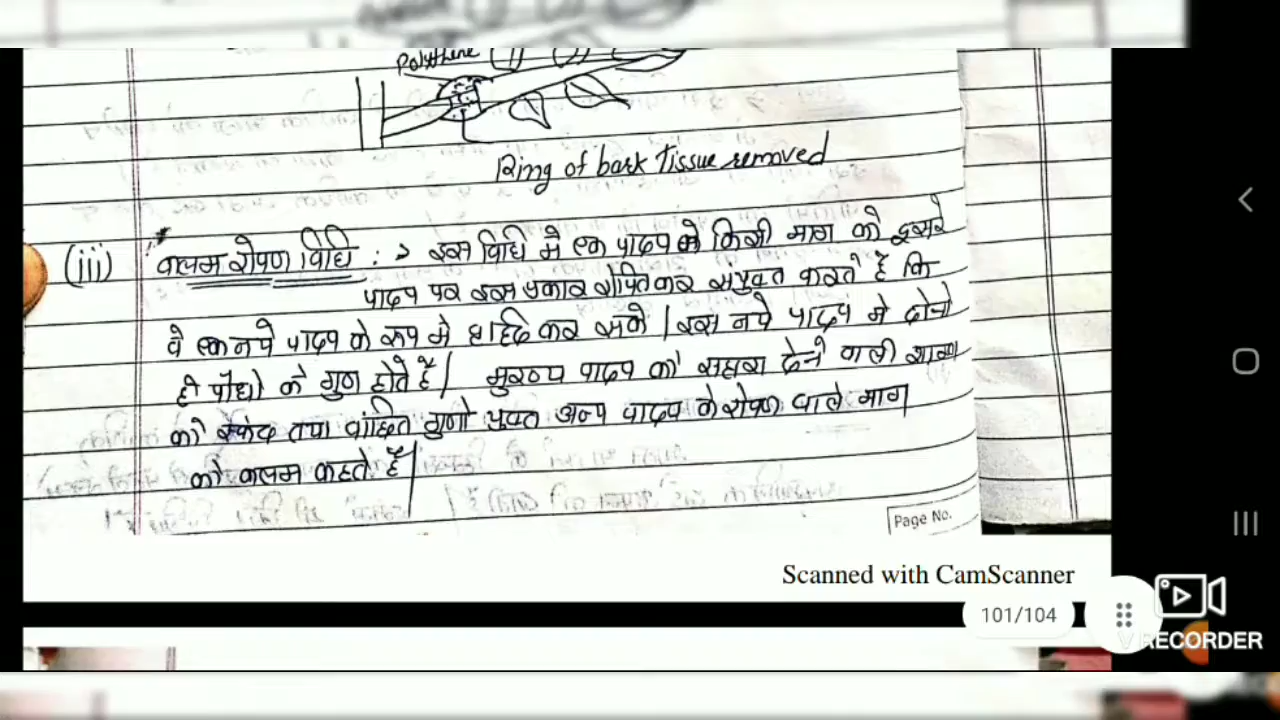 Polythene
Ring of bark tissue removed
(iii) कलम रोपण विधि :> इस विधि मे एक पादप के किसी भाग को दुसरे
पादप पर इस प्रकार रोपित कर संयुक्त करते हैं कि
वे एक नये पादप के रूप मे वृद्धि कर सके | इस नये पादप मे दोनो
ही पौधो के गुण होते हैं | मुख्य पादप को सहारा देने वाली शाखा
को स्कंद तथा वांछित गुणो युक्त अन्य पादप के रोपण वाले भाग
को कलम कहते हैं |
Page No.
Scanned with CamScanner
101/104
V RECORDER